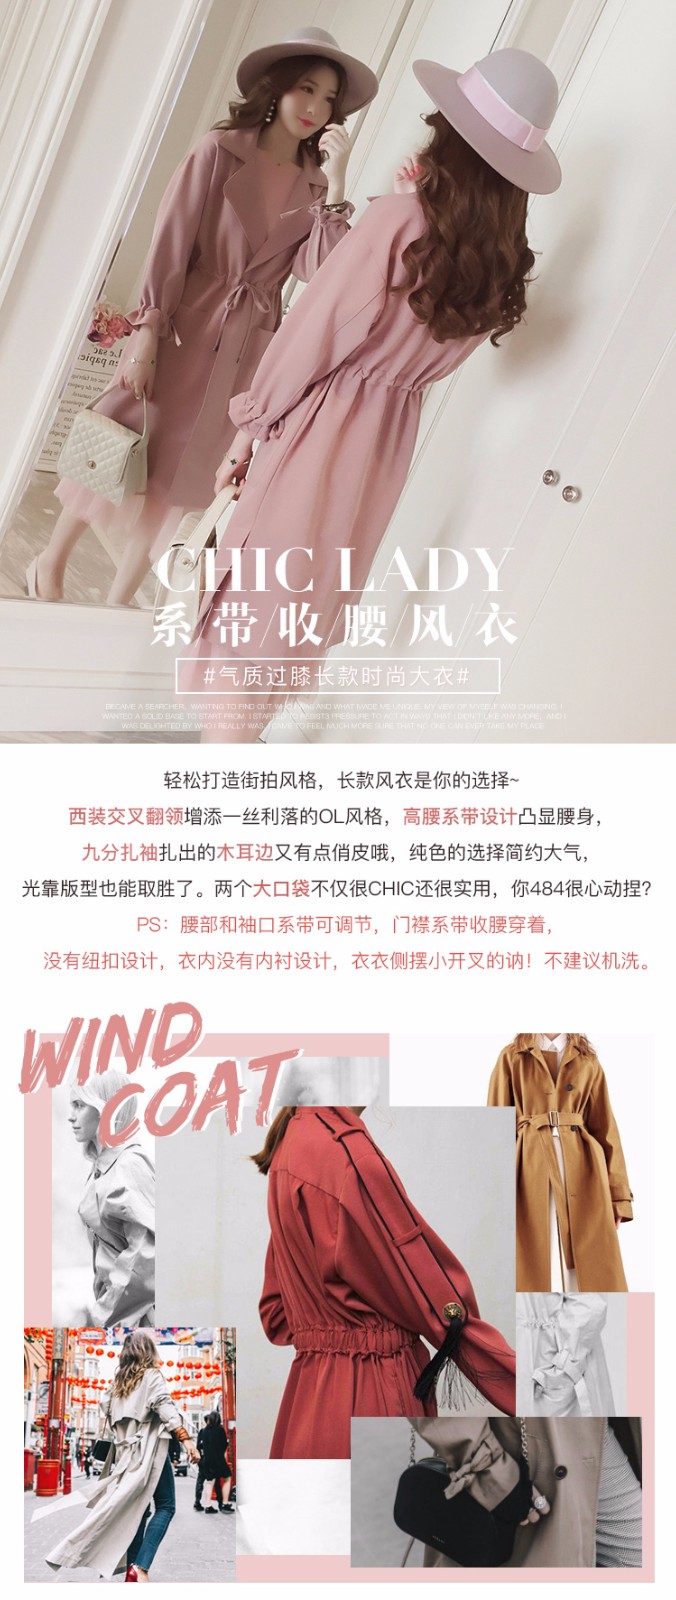 CHIC LADY
系/带/收/腰/风/衣
#气质过膝长款时尚大衣#
轻松打造街拍风格，长款风衣是你的选择~
西装交叉翻领增添一丝利落的OL风格，高腰系带设计凸显腰身，
九分扎袖扎出的木耳边又有点俏皮哦，纯色的选择简约大气，
光靠版型也能取胜了。两个大口袋不仅很CHIC还很实用，你484很心动捏？
PS：腰部和袖口系带可调节，门襟系带收腰穿着，
没有纽扣设计，衣内没有内衬设计，衣衣侧摆小开叉的讷！不建议机洗。
WIND
COAT